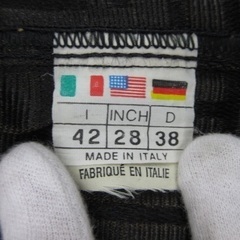 I INCH D
42 28 38
MADE IN ITALY
FABRIQUÉ EN ITALIE